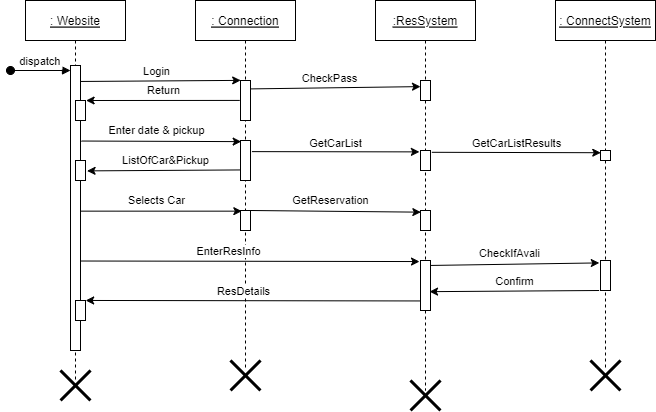 : Website
: Connection
:ResSystem
: ConnectSystem
dispatch
Login
CheckPass
Return
Enter date & pickup
GetCarList
GetCarListResults
ListOfCar&Pickup
Selects Car
GetReservation
EnterResInfo
CheckIfAvali
Confirm
ResDetails